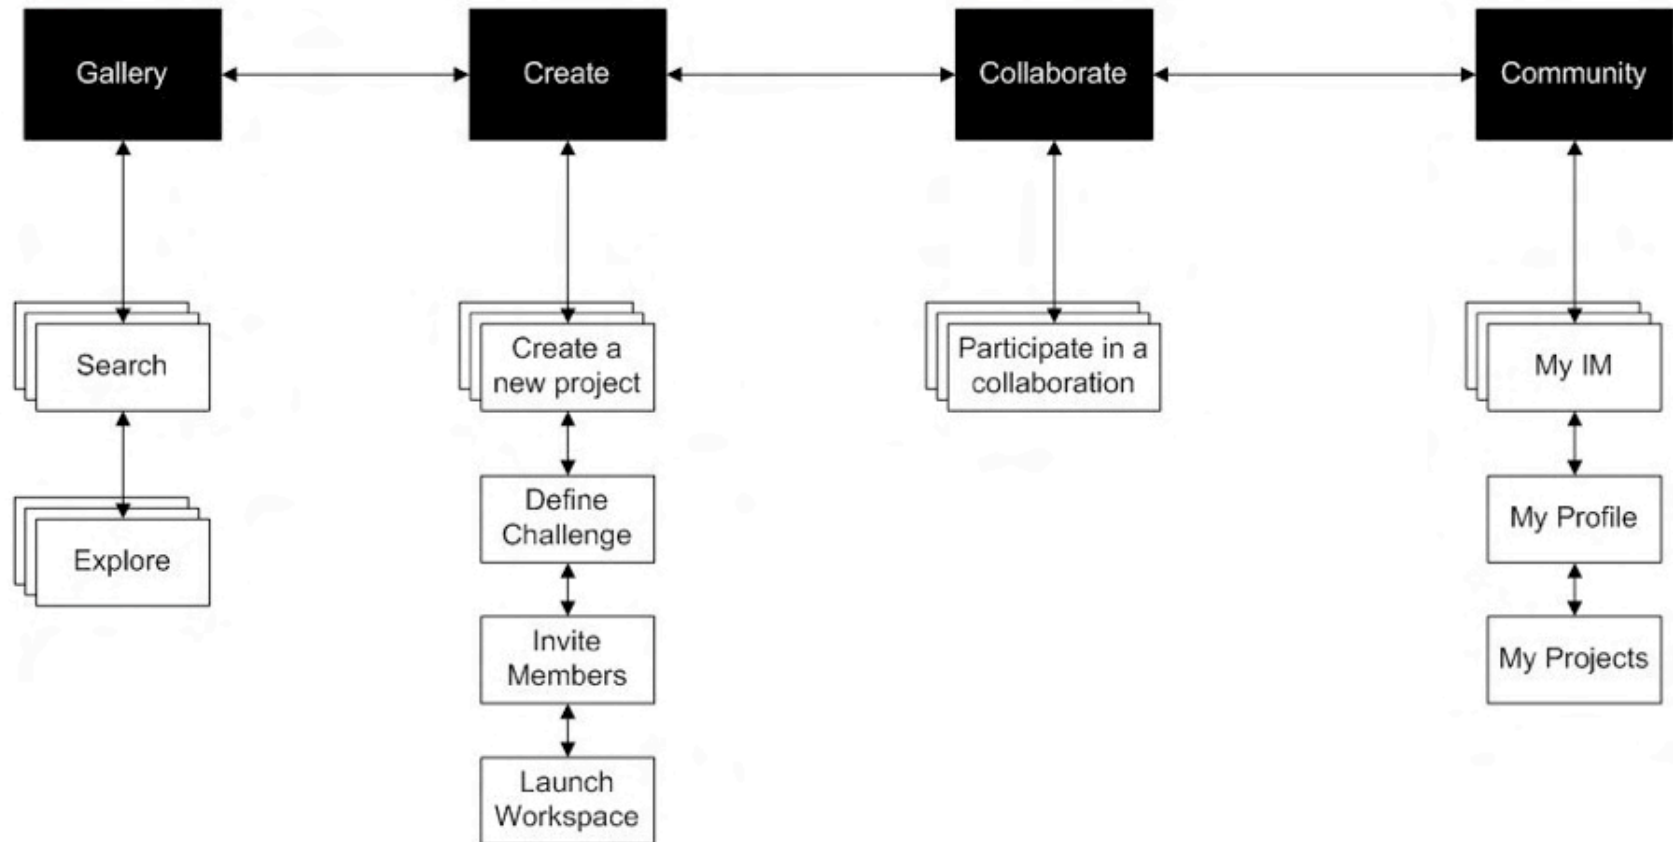 Gallery
Create
Collaborate
Community
Search
Explore
Create a
new project
Define
Challenge
Invite
Members
Launch
Workspace
Participate in a
collaboration
My IM
My Profile
My Projects